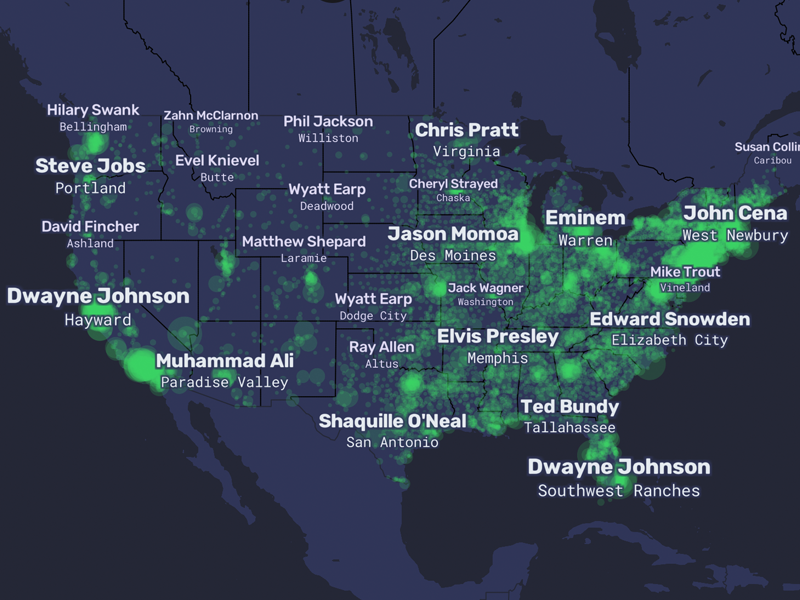 Hilary Swank
Bellingham
Zahn McClarnon
Browning
Phil Jackson
Williston
Chris Pratt
Virginia
Susan Collin
Caribou
Steve Jobs
Portland
Evel Knievel
Butte
Wyatt Earp
Deadwood
Cheryl Strayed
Chaska
Eminem
Warren
John Cena
West Newbury
David Fincher
Ashland
Matthew Shepard
Laramie
Jason Momoa
Des Moines
Mike Trout
Vineland
Dwayne Johnson
Hayward
Wyatt Earp
Dodge City
Jack Wagner
Washington
Edward Snowden
Elizabeth City
Muhammad Ali
Paradise Valley
Ray Allen
Altus
Elvis Presley
Memphis
Shaquille O'Neal
San Antonio
Ted Bundy
Tallahassee
Dwayne Johnson
Southwest Ranches